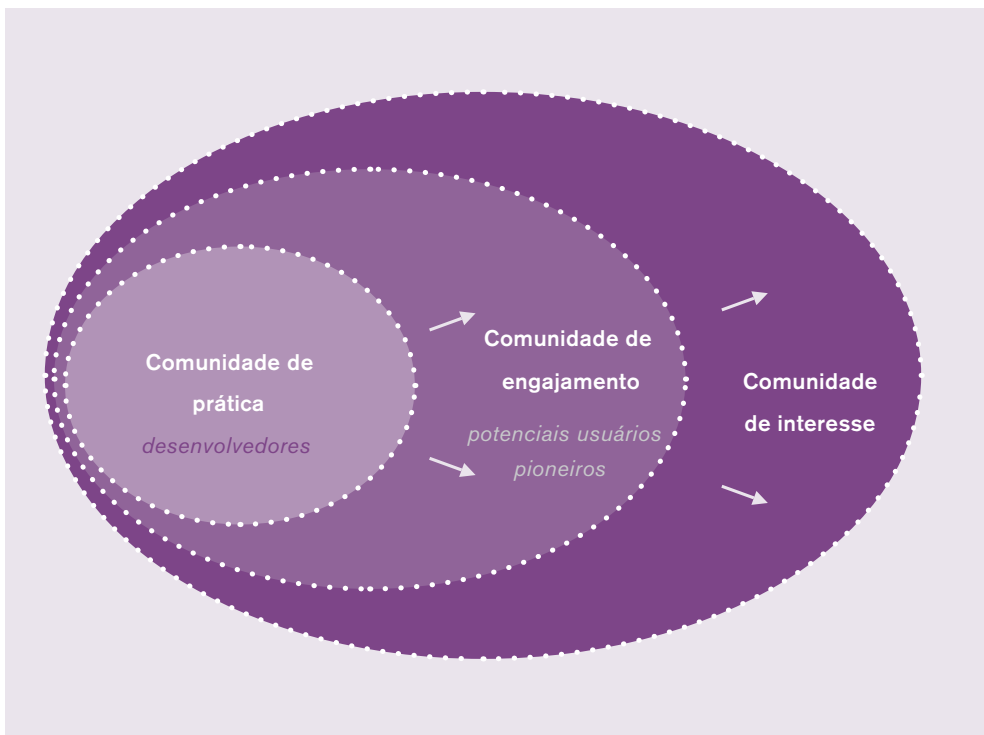 Comunidade de
prática
desenvolvedores
Comunidade de
engajamento
potenciais usuários
pioneiros
Comunidade
de interesse